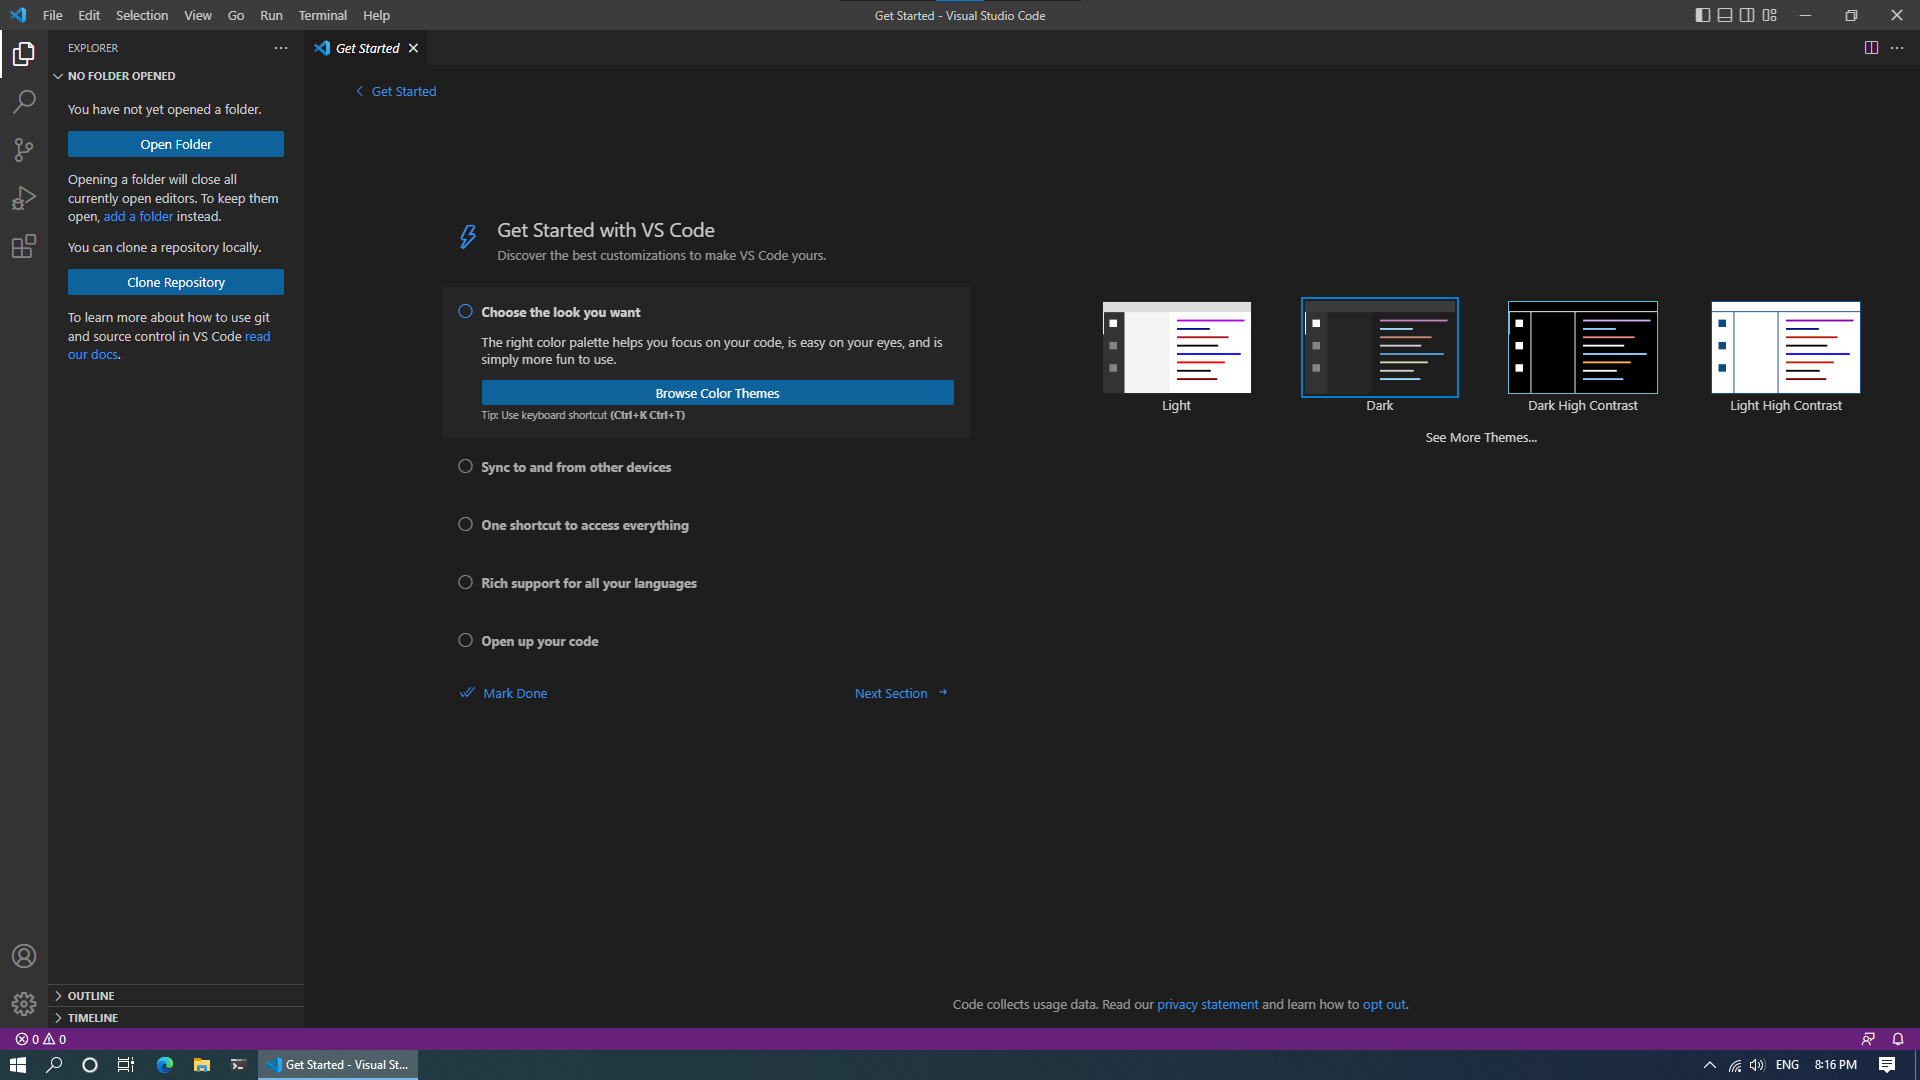 File Edit Selection View Go Run Terminal Help
Get Started - Visual Studio Code
EXPLORER
Get Started
NO FOLDER OPENED
You have not yet opened a folder.
Open Folder
Opening a folder will close all
currently open editors. To keep them
open, add a folder instead.
You can clone a repository locally.
Clone Repository
To learn more about how to use git
and source control in VS Code read
our docs.
OUTLINE
TIMELINE
Get Started
Get Started with VS Code
Discover the best customizations to make VS Code yours.
Choose the look you want
The right color palette helps you focus on your code, is easy on your eyes, and is
simply more fun to use.
Browse Color Themes
Tip: Use keyboard shortcut (Ctrl+K Ctrl+T)
Sync to and from other devices
One shortcut to access everything
Rich support for all your languages
Open up your code
Mark Done
Next Section
Light
Dark
Dark High Contrast
Light High Contrast
See More Themes...
Code collects usage data. Read our privacy statement and learn how to opt out.
0 0
Get Started - Visual St...
ENG
8:16 PM